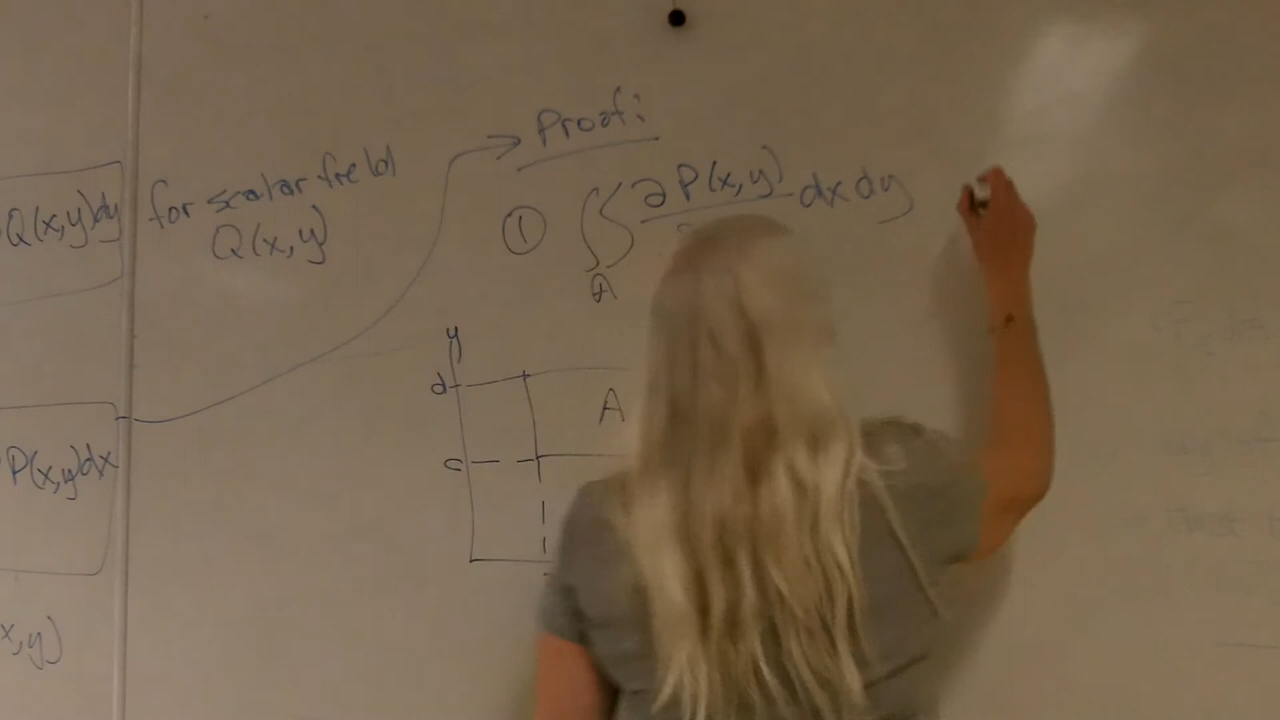 Proof:
Q(x,y)dy
for scalar field
Q(x,y)
① ∬ ∂P(x,y) dx dy
A
y
d
A
c
P(x,y)dx
x,y)